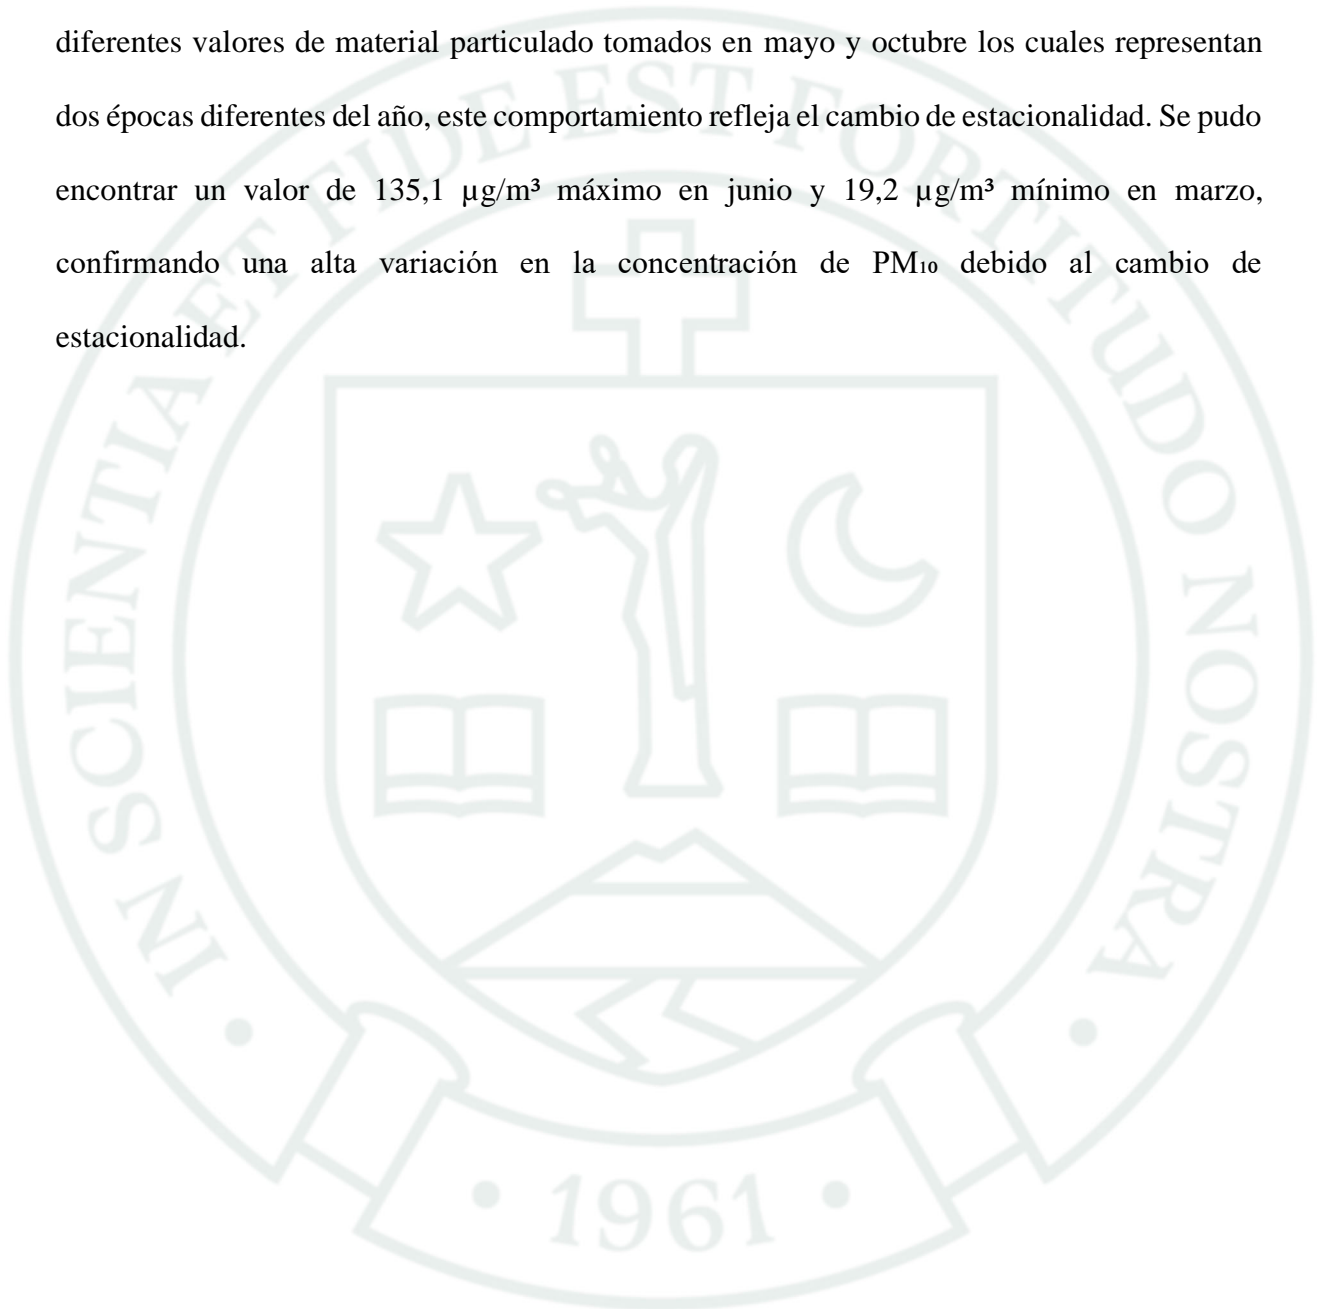 diferentes valores de material particulado tomados en mayo y octubre los cuales representan
dos épocas diferentes del año, este comportamiento refleja el cambio de estacionalidad. Se pudo
encontrar un valor de 135,1 µg/m³ máximo en junio y 19,2 µg/m³ mínimo en marzo,
confirmando una alta variación en la concentración de PM₁₀ debido al cambio de
estacionalidad.
IN SCIENTIA ET FIDE EST FORTITUDO NOSTRA
• 1961 •